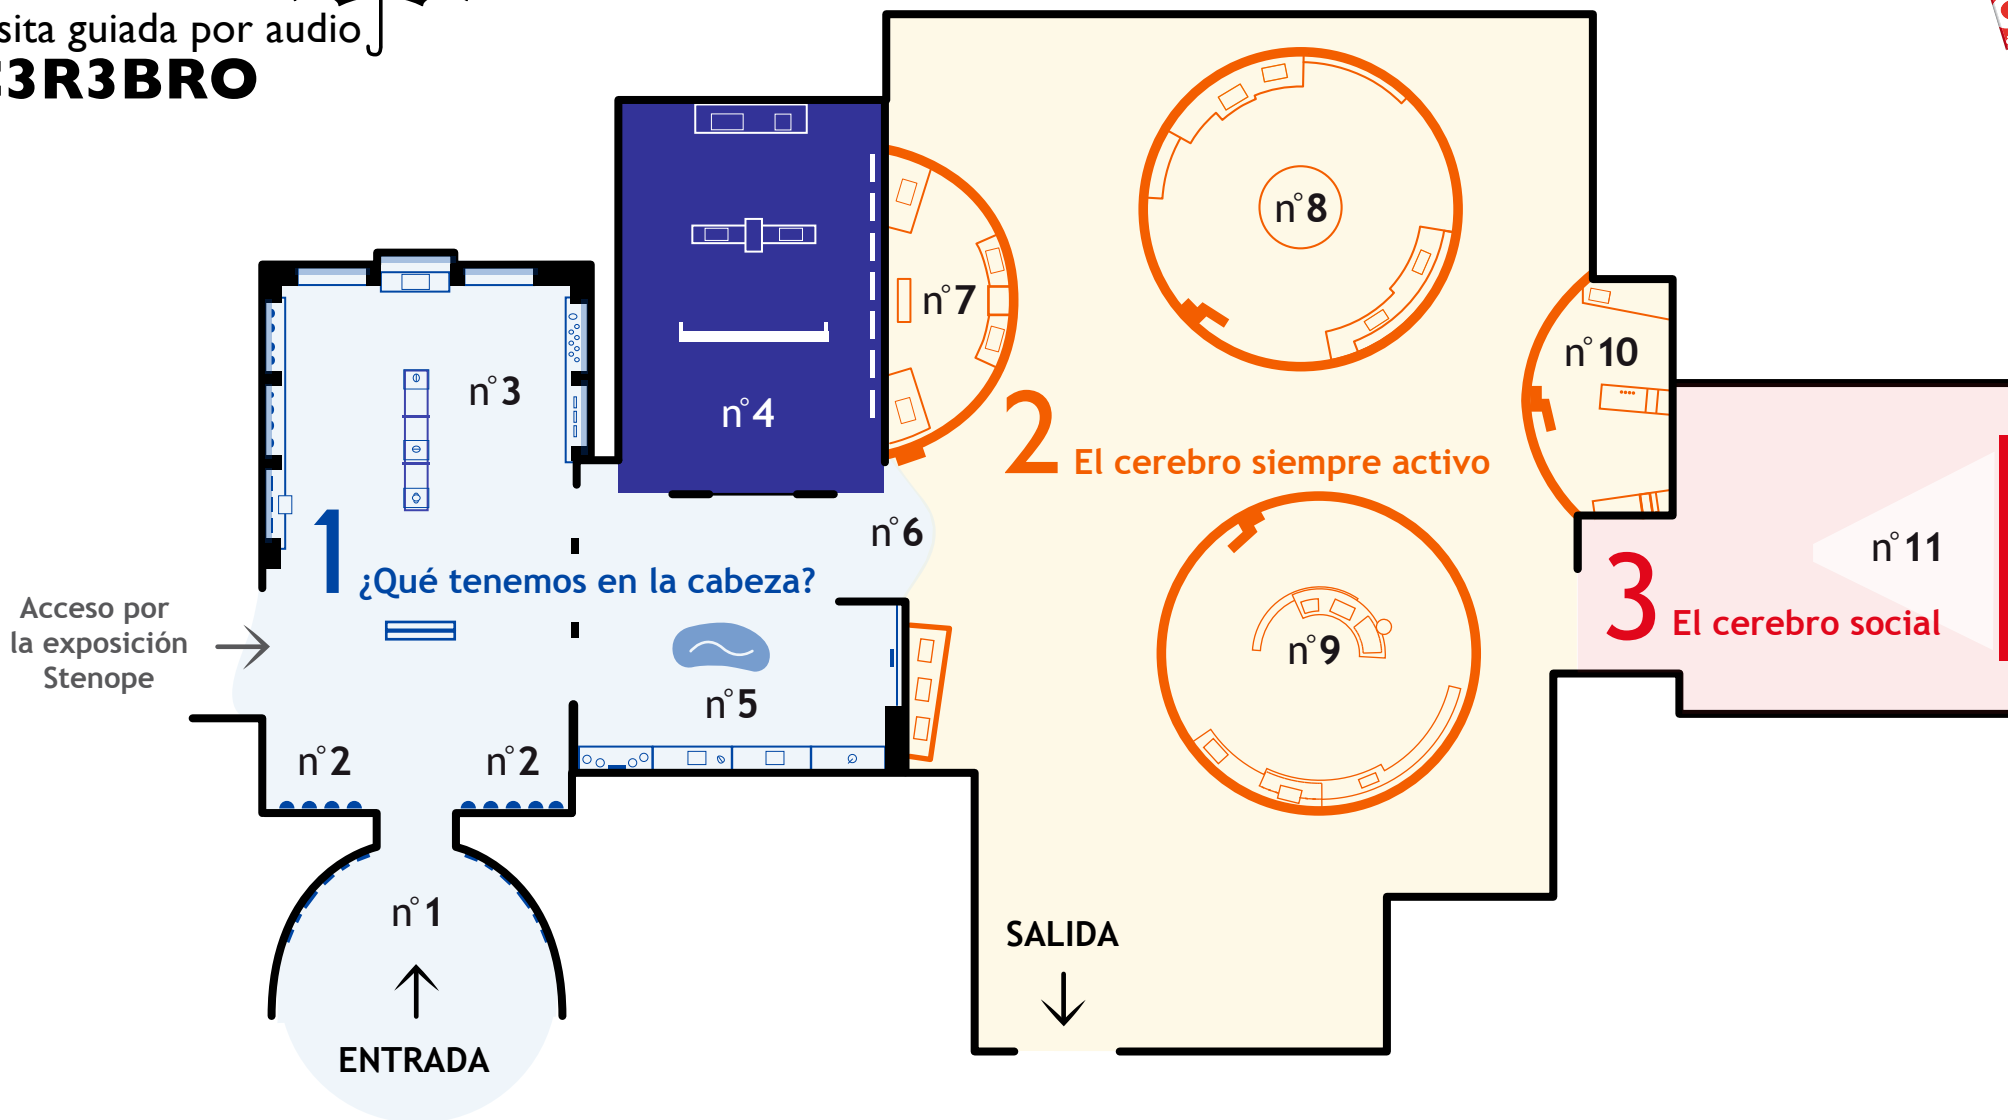 sita guiada por audio
3R3BRO
n°8
n°7
n°10
n°3
n°4
2 El cerebro siempre activo
n°6
n°11
1 ¿Qué tenemos en la cabeza?
Acceso por
la exposición
Stenope
3 El cerebro social
n°9
n°5
n°2
n°2
n°1
SALIDA
ENTRADA